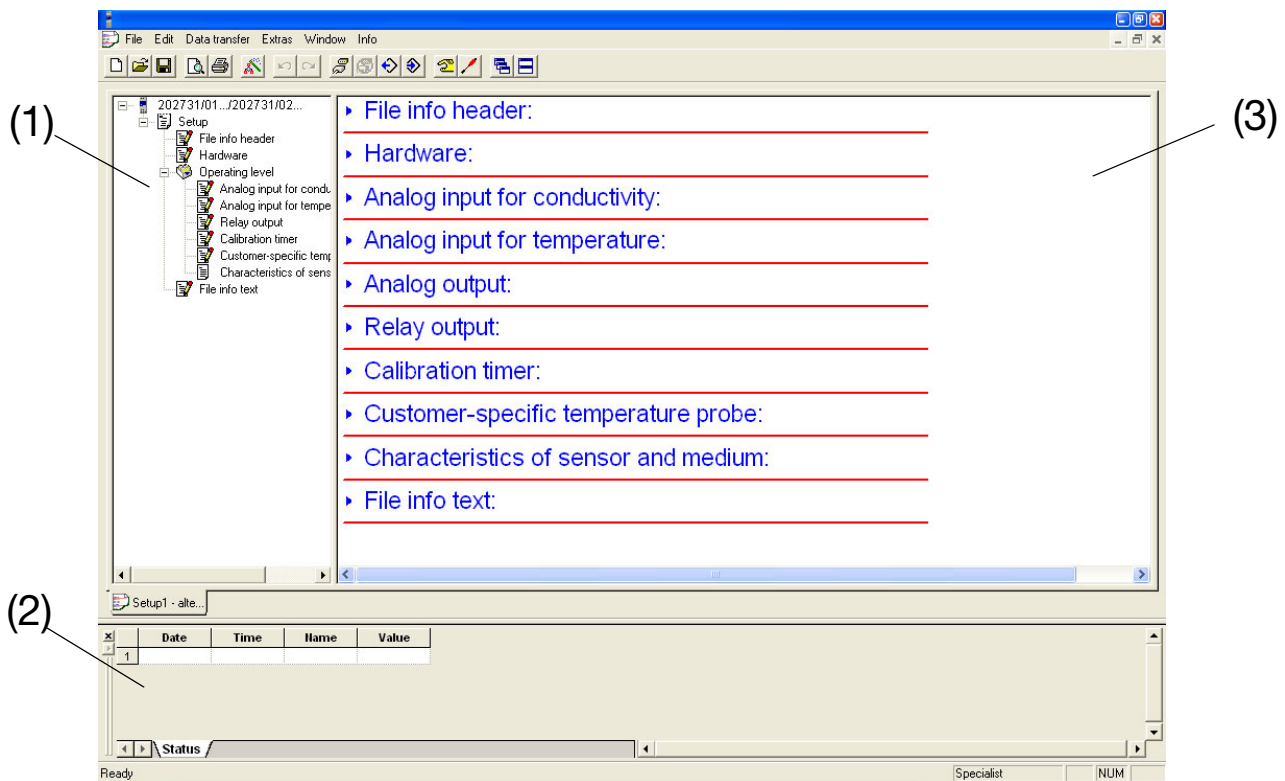 File Edit Data transfer Extras Window Info
(1)
202731/01.../202731/02...
Setup
File info header
Hardware
Operating level
Analog input for condu
Analog input for tempe
Relay output
Calibration timer
Customer-specific temp
Characteristics of sens
File info text
File info header:
Hardware:
Analog input for conductivity:
Analog input for temperature:
Analog output:
Relay output:
Calibration timer:
Customer-specific temperature probe:
Characteristics of sensor and medium:
File info text:
(3)
Setup1 - alte...
(2)
Date Time Name Value
1
Status
Ready Specialist NUM